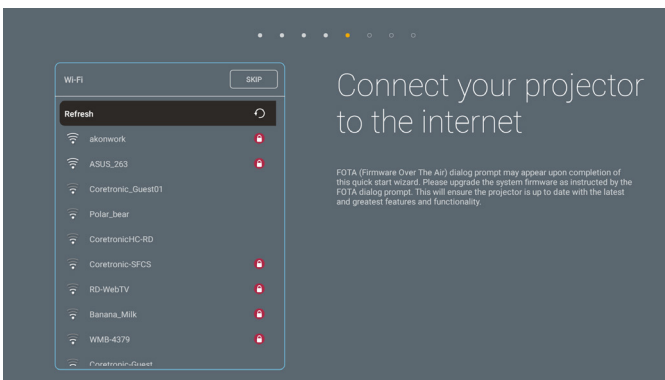 Wi-Fi
SKIP
Refresh
akonwork
ASUS_263
Coretronic_Guest01
Polar_bear
CoretronicHC-RD
Coretronic-SFCS
RD-WebTV
Banana_Milk
WMB-4379
Coretronic-Guest
Connect your projector
to the internet
FOTA (Firmware Over The Air) dialog prompt may appear upon completion of
this quick start wizard. Please upgrade the system firmware as instructed by the
FOTA dialog prompt. This will ensure the projector is up to date with the latest
and greatest features and functionality.